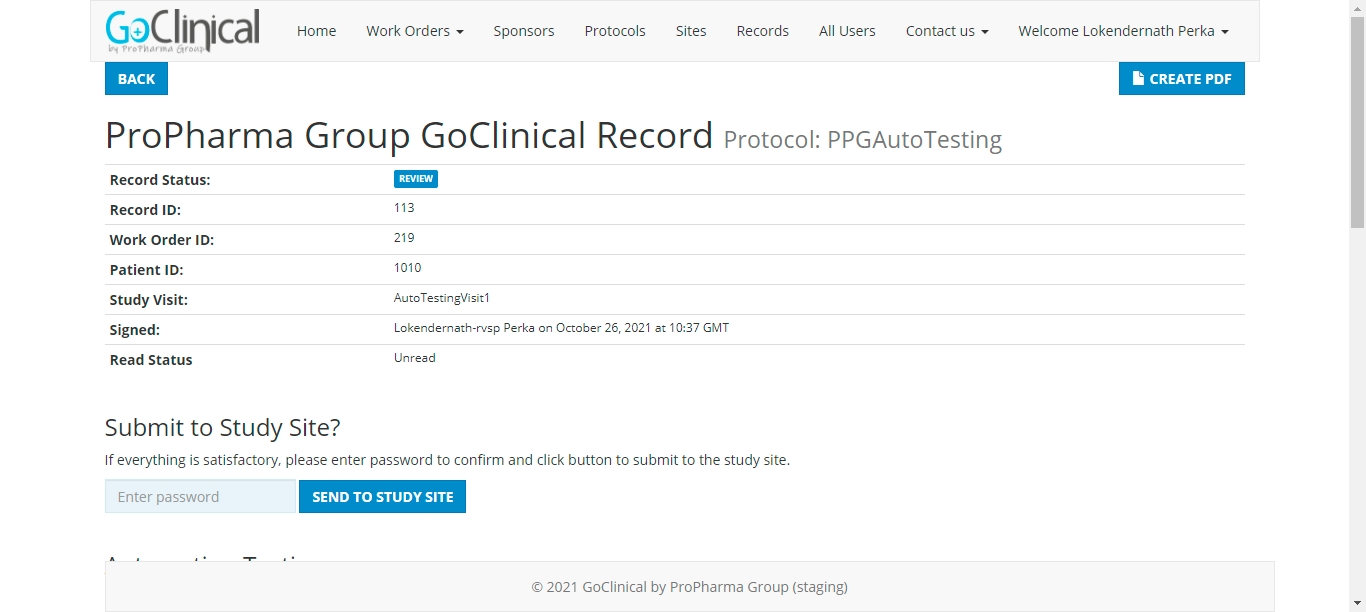 GoClinical
by ProPharma Group
Home Work Orders Sponsors Protocols Sites Records All Users Contact us Welcome Lokendernath Perka
BACK CREATE PDF
ProPharma Group GoClinical Record Protocol: PPGAutoTesting
Record Status: REVIEW
Record ID: 113
Work Order ID: 219
Patient ID: 1010
Study Visit: AutoTestingVisit1
Signed: Lokendernath-rvsp Perka on October 26, 2021 at 10:37 GMT
Read Status Unread
Submit to Study Site?
If everything is satisfactory, please enter password to confirm and click button to submit to the study site.
Enter password SEND TO STUDY SITE
© 2021 GoClinical by ProPharma Group (staging)